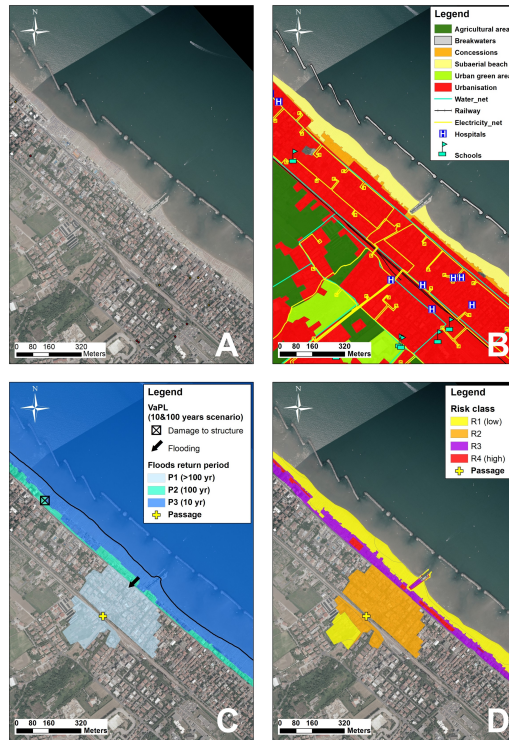 N
0 80 160 320
Meters
A
N
Legend
Agricultural area
Breakwaters
Concessions
Subaerial beach
Urban green area
Urbanisation
Water_net
Railway
Electricity_net
H Hospitals
Schools
H
H
H H H
H
H
0 80 160 320
Meters
B
N
Legend
VaPL
(10&100 years scenario)
Damage to structure
Flooding
Floods return period
P1 (>100 yr)
P2 (100 yr)
P3 (10 yr)
Passage
0 80 160 320
Meters
C
N
Legend
Risk class
R1 (low)
R2
R3
R4 (high)
Passage
0 80 160 320
Meters
D